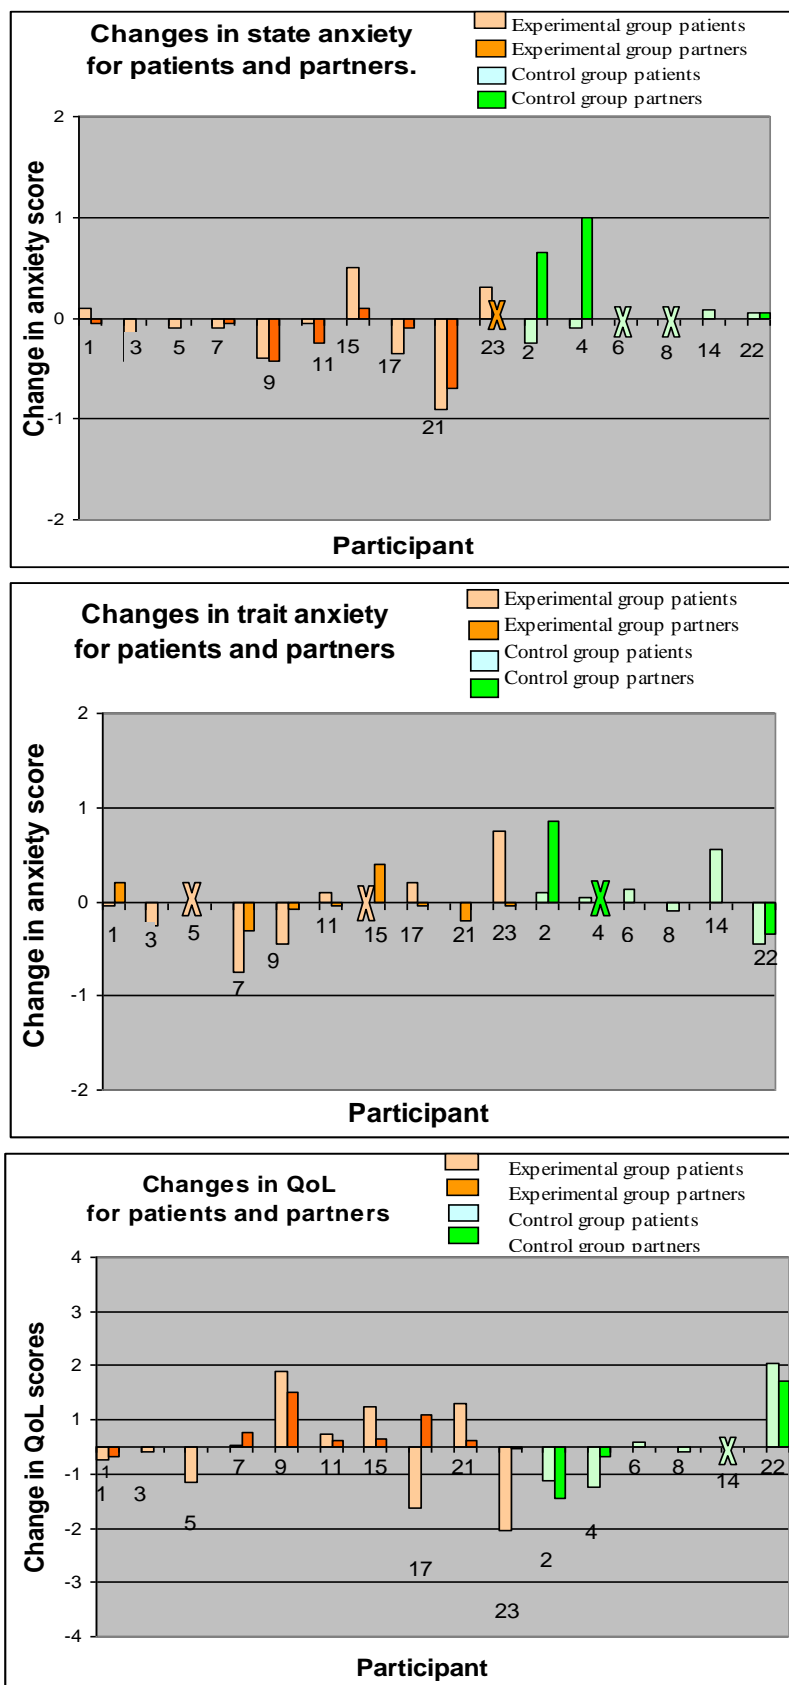 Changes in state anxiety
for patients and partners.
Experimental group patients
Experimental group partners
Control group patients
Control group partners
Change in anxiety score
2
1
0
-1
-2
1 3 5 7 9 11 15 17 21 23 2 4 6 8 14 22
X X X
Participant
Changes in trait anxiety
for patients and partners
Experimental group patients
Experimental group partners
Control group patients
Control group partners
Change in anxiety score
2
1
0
-1
-2
X X X
1 3 5 7 9 11 15 17 21 23 2 4 6 8 14 22
Participant
Changes in QoL
for patients and partners
Experimental group patients
Experimental group partners
Control group patients
Control group partners
Change in QOL scores
4
3
2
1
-1
-2
-3
-4
X
1
1 3 5 7 9 11 15 17 21 23 2 4 6 8 14 22
Participant